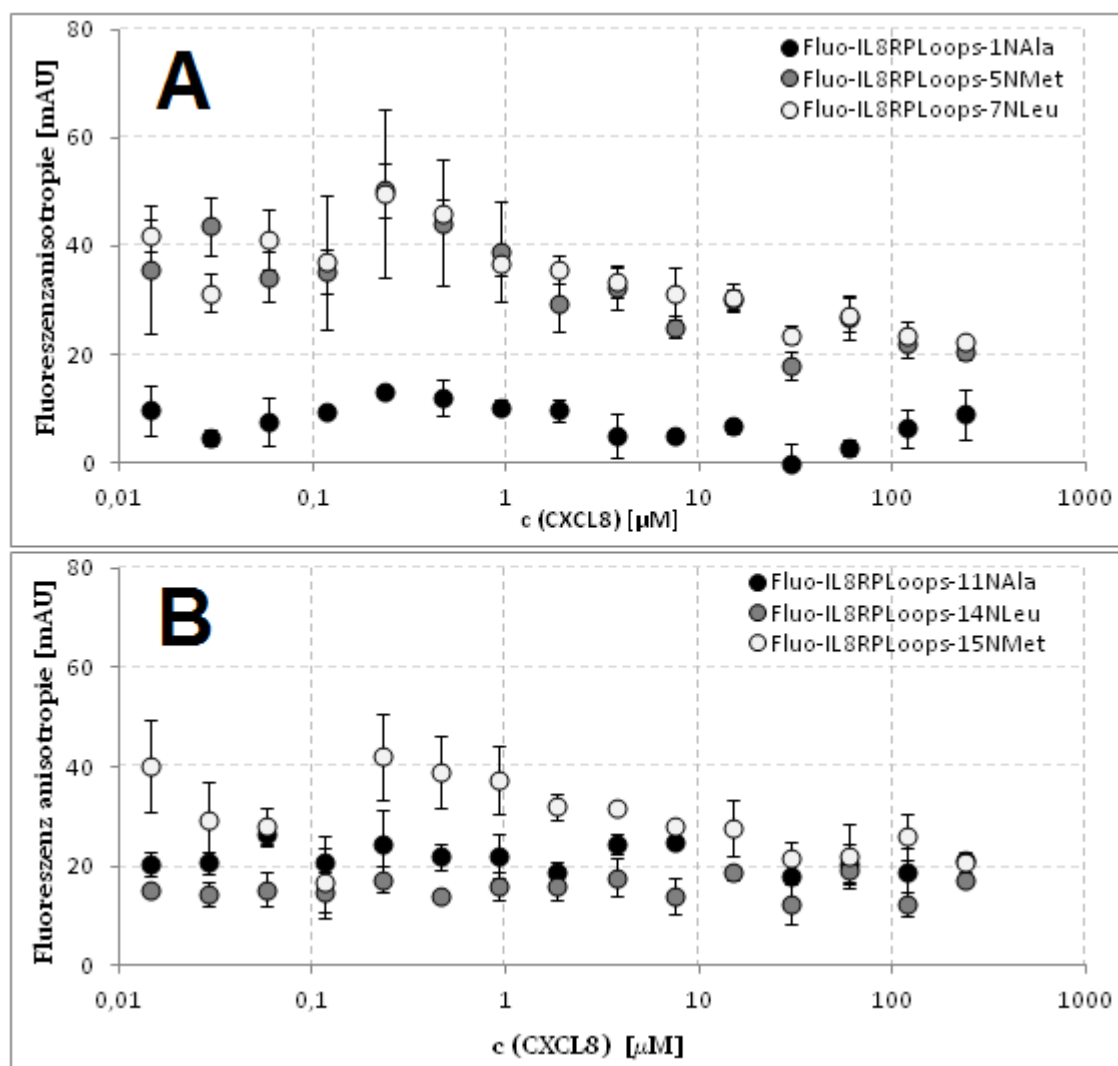 80
60
40
20
0
Fluoreszenzanisotropie [mAU]
A
Fluo-IL8RPLoops-1NAla
Fluo-IL8RPLoops-5NMet
Fluo-IL8RPLoops-7NLeu
0,01 0,1 1 10 100 1000
c (CXCL8) [µM]
80
60
40
20
0
Fluoreszenz anisotropie [mAU]
B
Fluo-IL8RPLoops-11NAla
Fluo-IL8RPLoops-14NLeu
Fluo-IL8RPLoops-15NMet
0,01 0,1 1 10 100 1000
c (CXCL8) [µM]